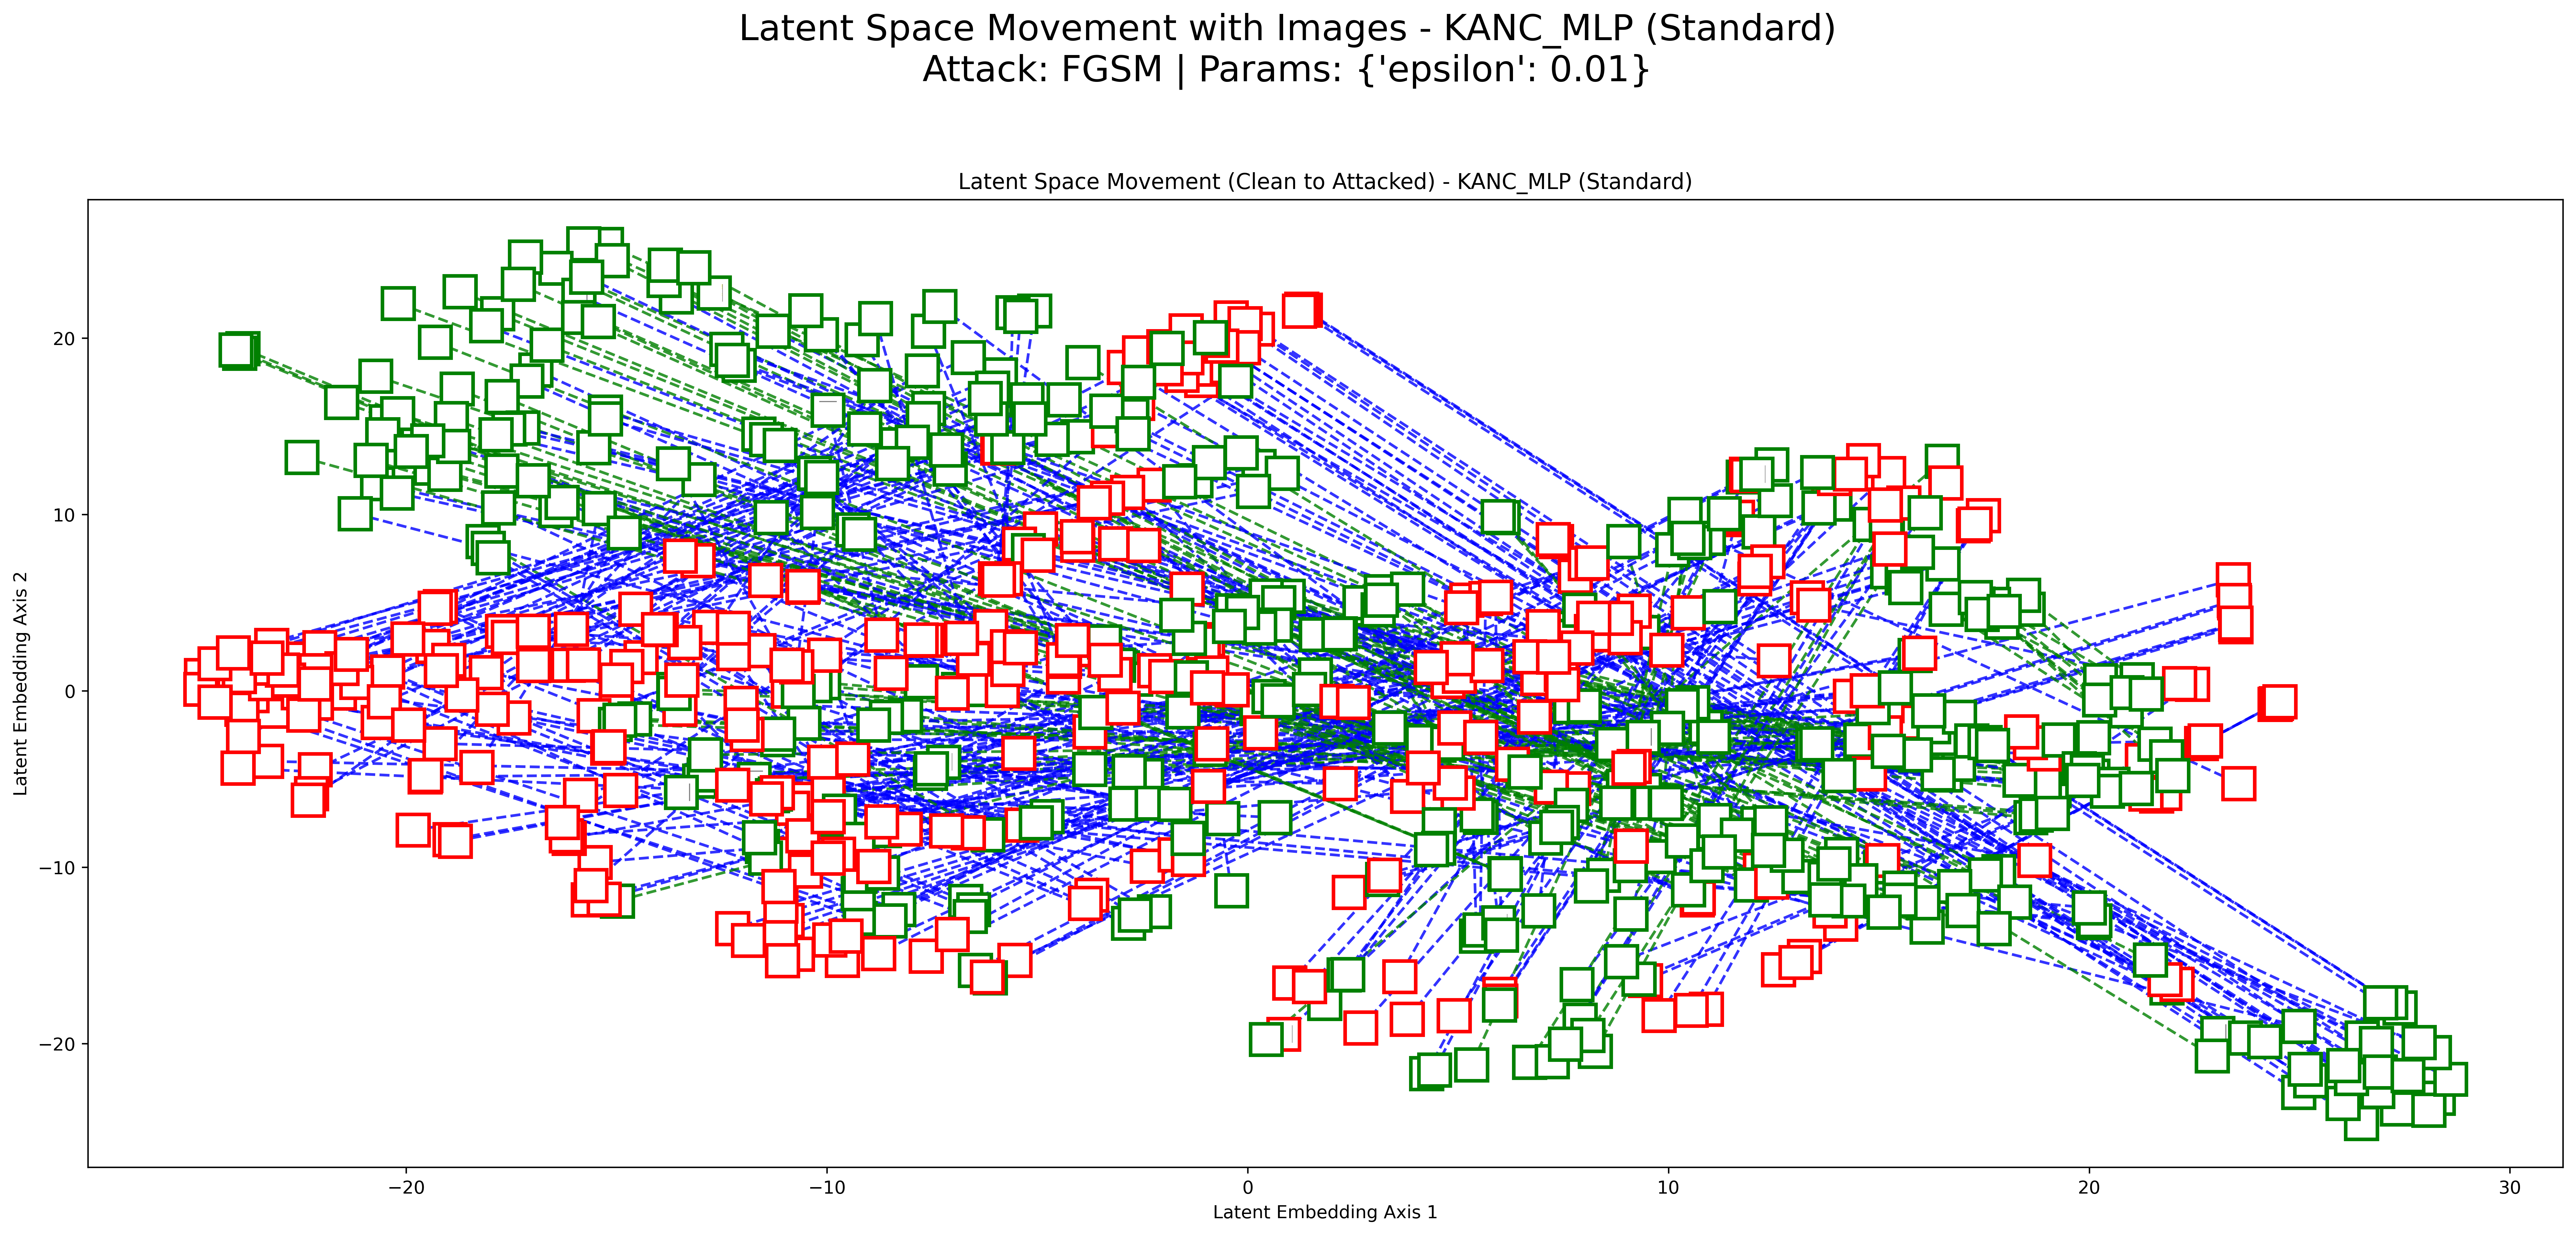 Latent Space Movement with Images - KANC_MLP (Standard)
Attack: FGSM | Params: {'epsilon': 0.01}
Latent Space Movement (Clean to Attacked) - KANC_MLP (Standard)
Latent Embedding Axis 2
20
10
0
−10
−20
−20
−10
0
10
20
30
Latent Embedding Axis 1